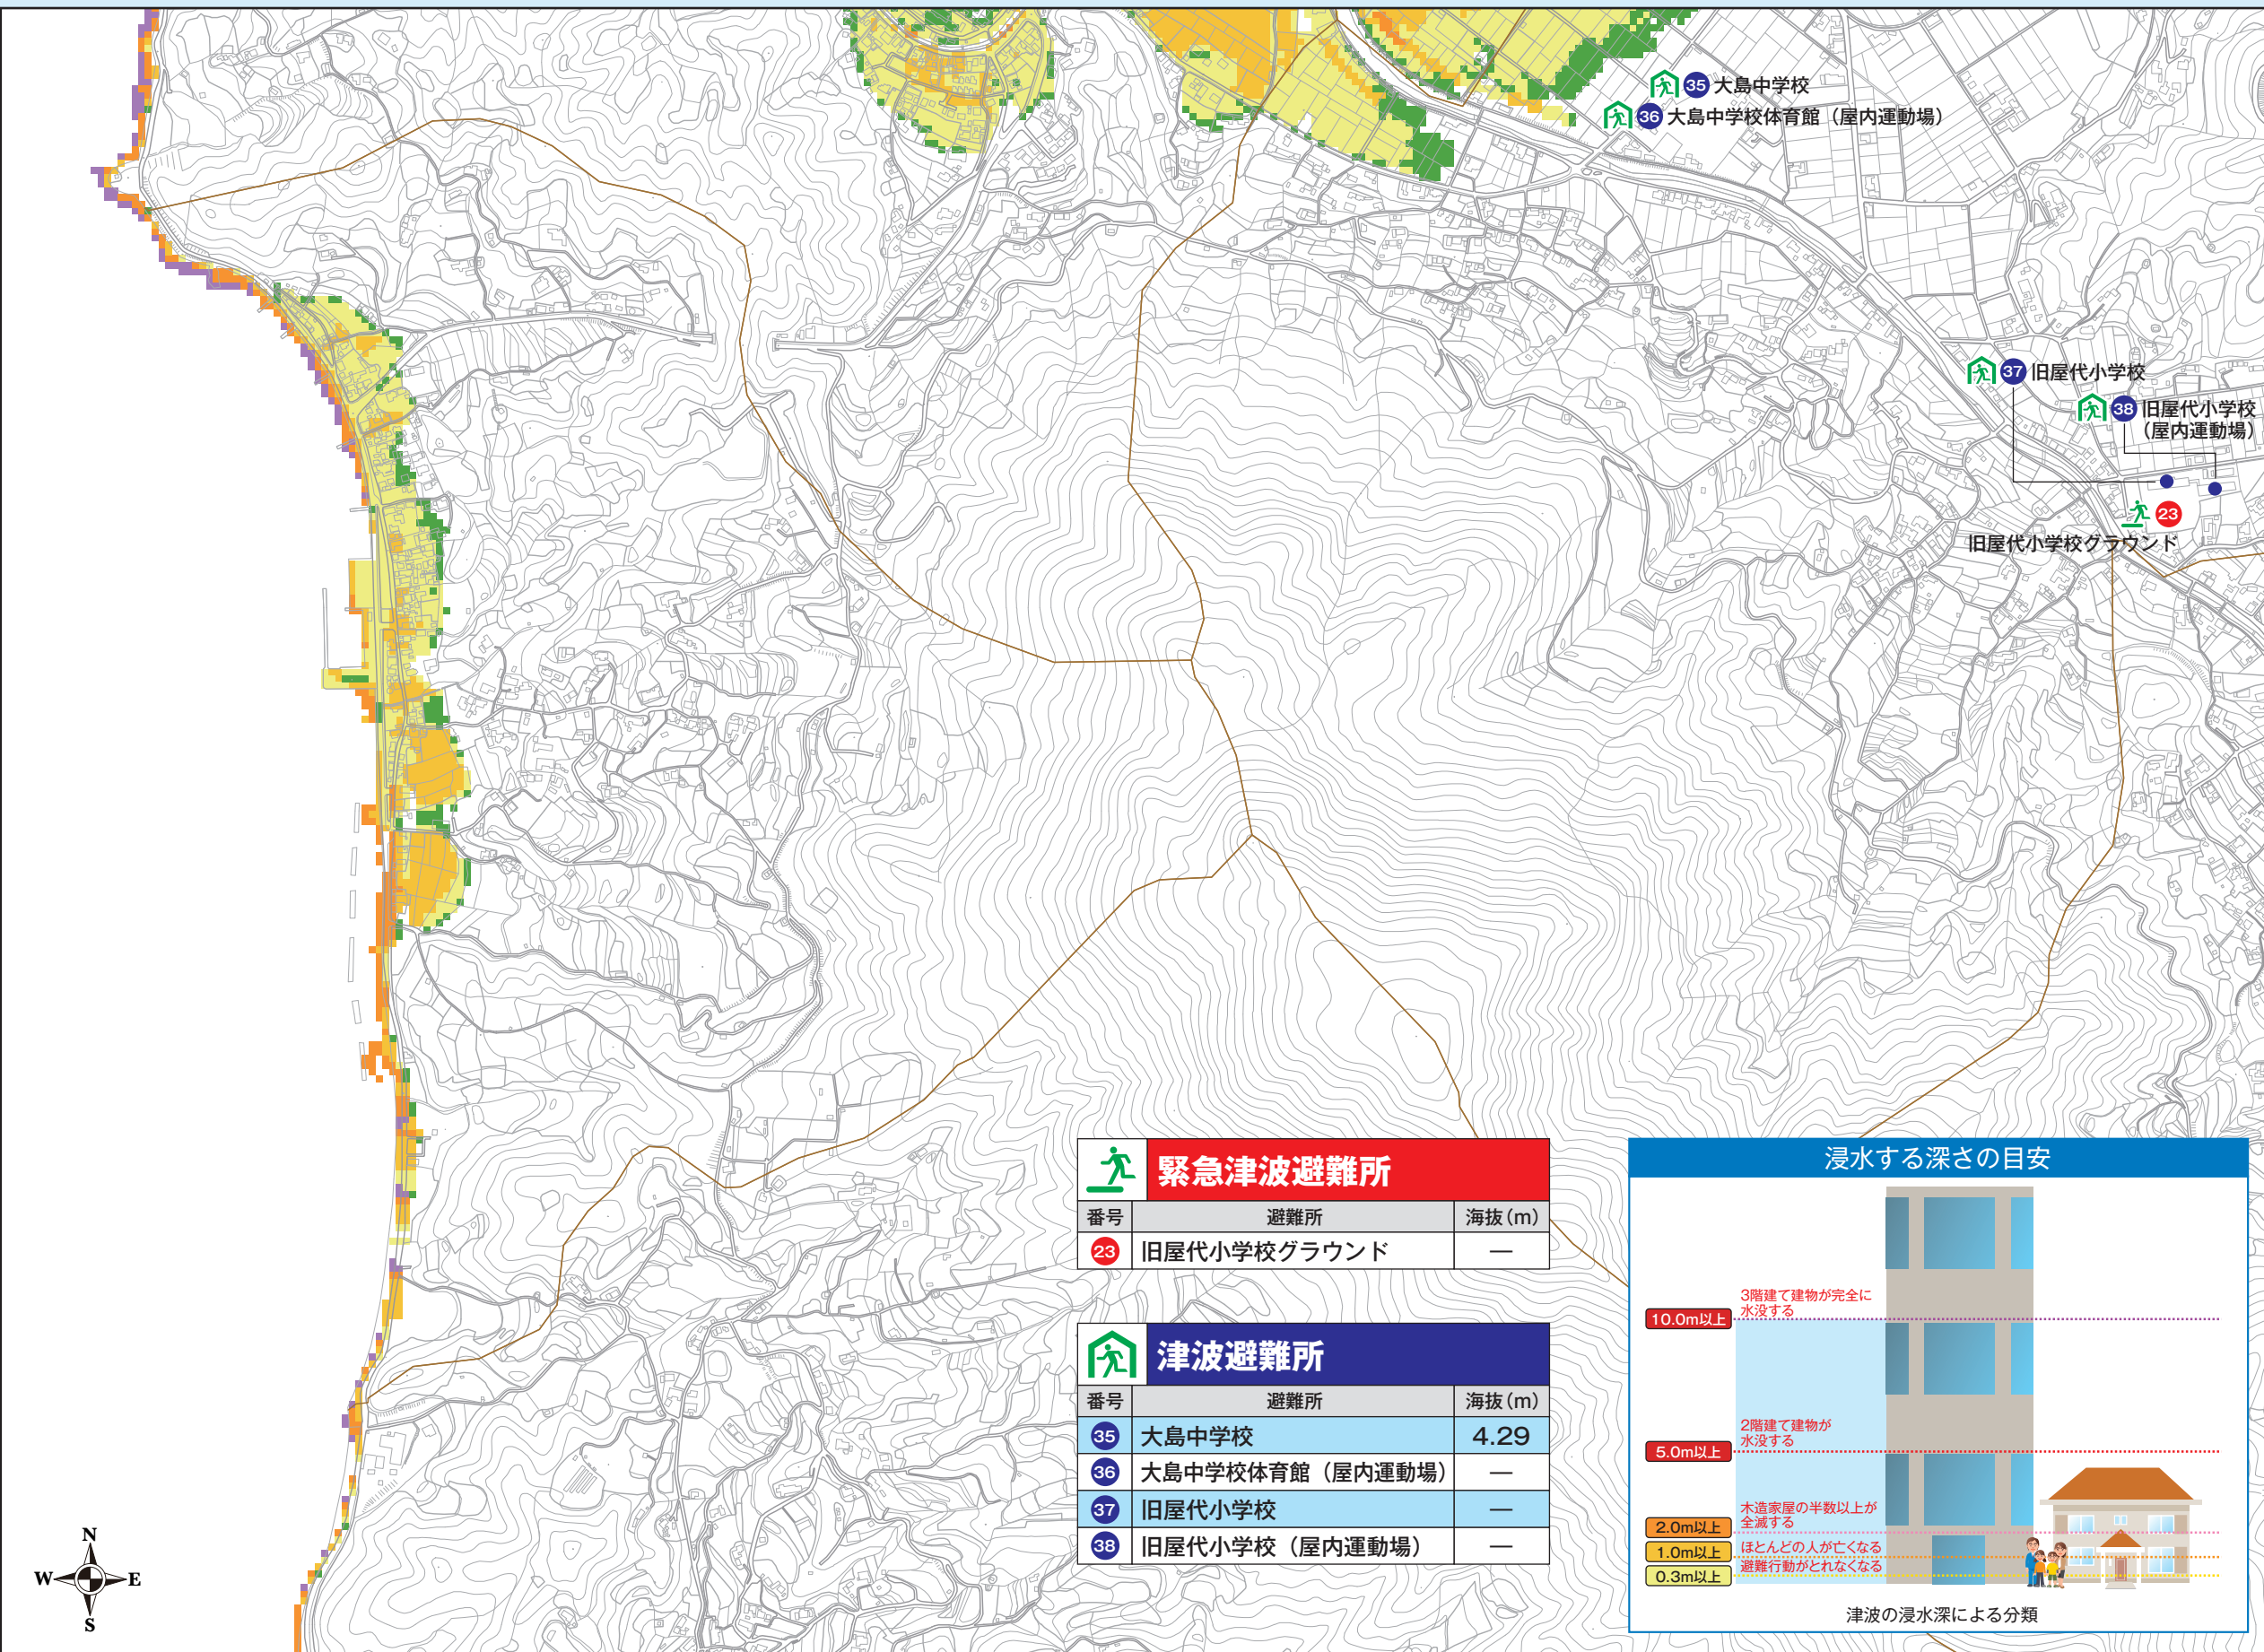 35 大島中学校
36 大島中学校体育館（屋内運動場）
37 旧屋代小学校
38 旧屋代小学校
（屋内運動場）
23
旧屋代小学校グラウンド
緊急津波避難所
番号 避難所 海抜(m)
23 旧屋代小学校グラウンド —
津波避難所
番号 避難所 海抜(m)
35 大島中学校 4.29
36 大島中学校体育館（屋内運動場） —
37 旧屋代小学校 —
38 旧屋代小学校（屋内運動場） —
浸水する深さの目安
3階建て建物が完全に
水没する
10.0m以上
2階建て建物が
水没する
5.0m以上
木造家屋の半数以上が
全滅する
2.0m以上
1.0m以上 ほとんどの人が亡くなる
避難行動がとれなくなる
0.3m以上
津波の浸水深による分類
N
W E
S